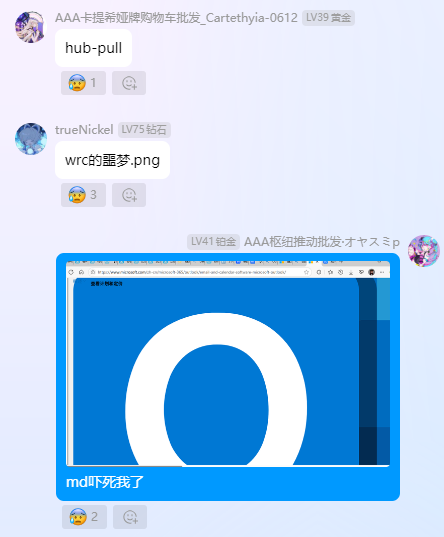 AAA卡提希娅牌购物车批发_Cartethyia-0612 LV39 黄金
hub-pull
1
trueNickel LV75 钻石
wrc的噩梦.png
3
LV41 铂金 AAA枢纽推动批发·オヤスミp
md吓死我了
2